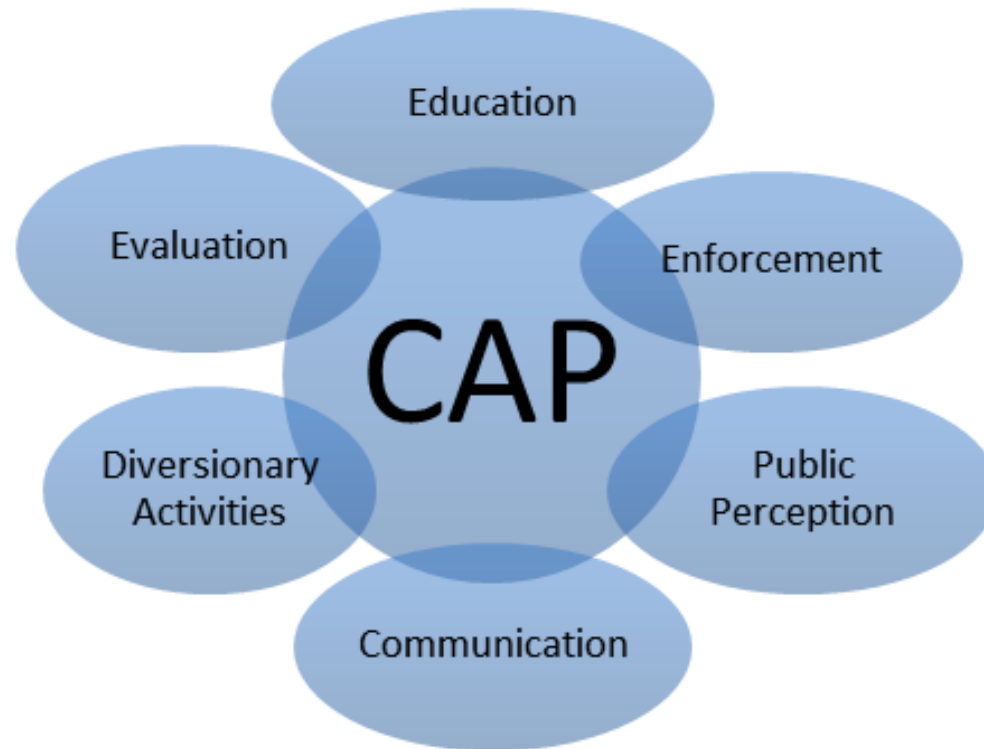 Education
Evaluation
Enforcement
CAP
Diversionary
Activities
Public
Perception
Communication